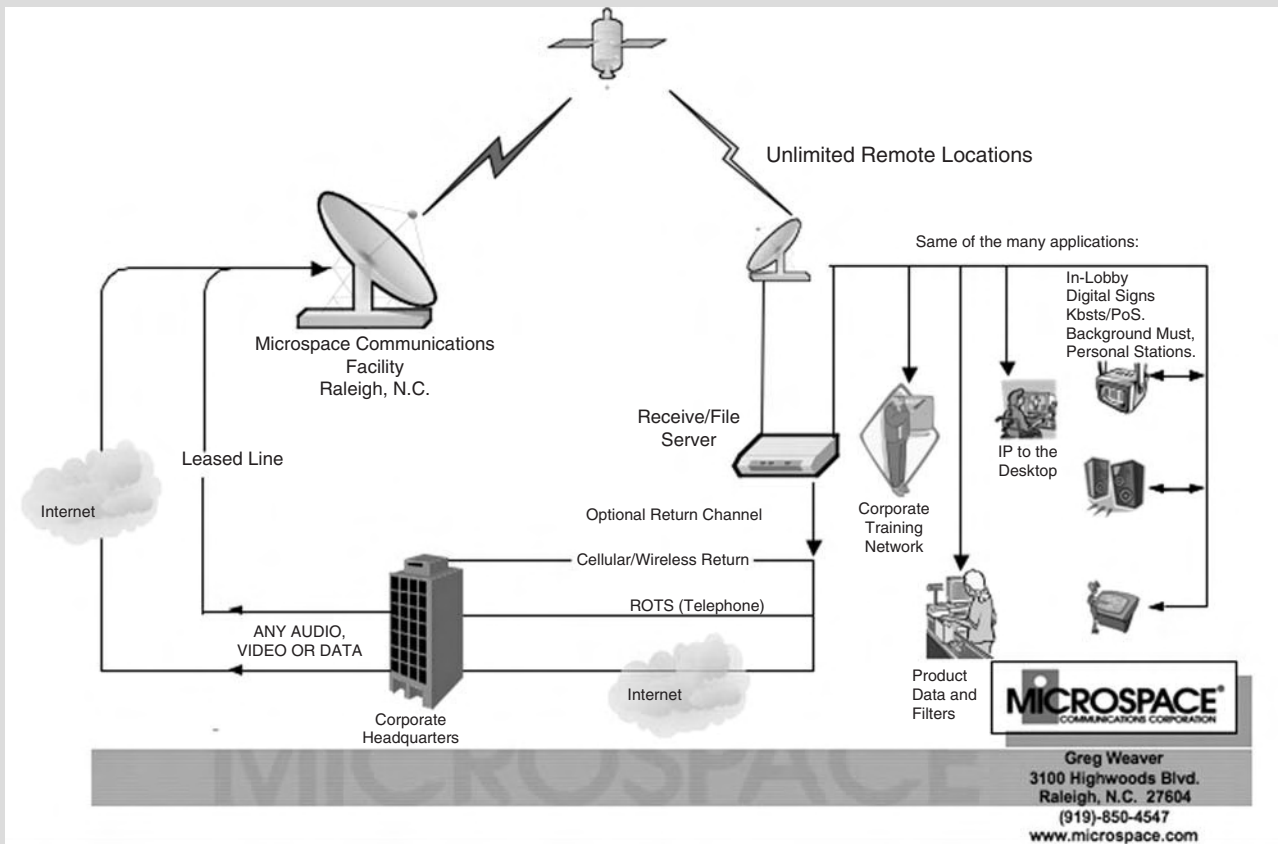 Unlimited Remote Locations
Same of the many applications:
In-Lobby
Digital Signs
Kbsts/PoS.
Background Must,
Personal Stations.
Microspace Communications
Facility
Raleigh, N.C.
Receive/File
Server
Leased Line
Internet
IP to the
Desktop
Optional Return Channel
Corporate
Training
Network
Cellular/Wireless Return
ROTS (Telephone)
ANY AUDIO,
VIDEO OR DATA
Internet
Product
Data and
Filters
Corporate
Headquarters
MICROSPACE®
COMMUNICATIONS CORPORATION
MICROSPACE
Greg Weaver
3100 Highwoods Blvd.
Raleigh, N.C. 27604
(919)-850-4547
www.microspace.com